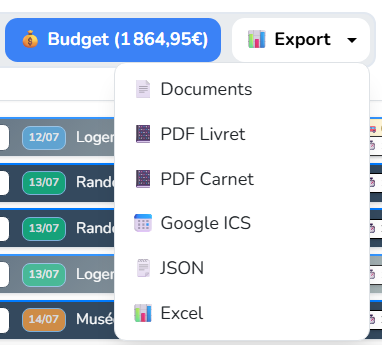 Budget (1 864,95€)
Export
Documents
PDF Livret
12/07 Loger
PDF Carnet
13/07 Rando
13/07 Rando
Google ICS
13/07 Loger
JSON
14/07 Musé
Excel